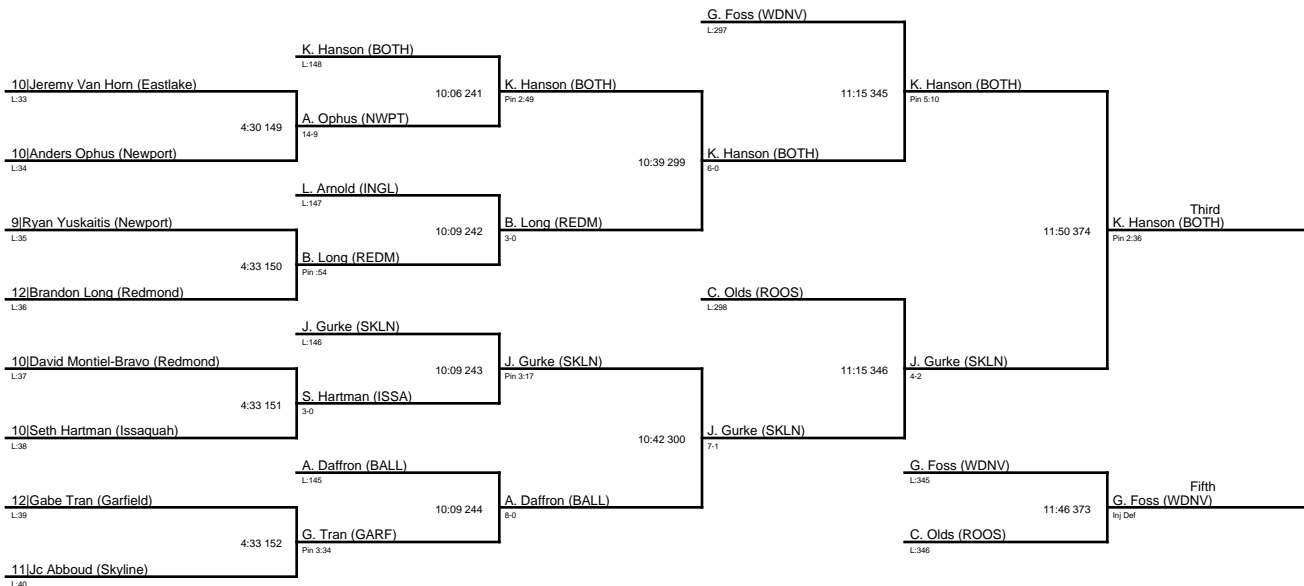 G. Foss (WDNV)
L:297
K. Hanson (BOTH)
L:148
10|Jeremy Van Horn (Eastlake)
L:33
10:06 241
K. Hanson (BOTH)
Pin 2:49
11:15 345
K. Hanson (BOTH)
Pin 5:10
4:30 149
A. Ophus (NWPT)
14-9
10|Anders Ophus (Newport)
L:34
10:39 299
K. Hanson (BOTH)
6-0
L. Arnold (INGL)
L:147
9|Ryan Yuskaitis (Newport)
L:35
10:09 242
B. Long (REDM)
3-0
11:50 374
Third
K. Hanson (BOTH)
Pin 2:36
4:33 150
B. Long (REDM)
Pin :54
12|Brandon Long (Redmond)
L:36
C. Olds (ROOS)
L:298
J. Gurke (SKLN)
L:146
10|David Montiel-Bravo (Redmond)
L:37
10:09 243
J. Gurke (SKLN)
Pin 3:17
11:15 346
J. Gurke (SKLN)
4-2
4:33 151
S. Hartman (ISSA)
3-0
10|Seth Hartman (Issaquah)
L:38
10:42 300
J. Gurke (SKLN)
7-1
A. Daffron (BALL)
L:145
G. Foss (WDNV)
L:345
12|Gabe Tran (Garfield)
L:39
10:09 244
A. Daffron (BALL)
8-0
11:46 373
Fifth
G. Foss (WDNV)
Inj Def
4:33 152
G. Tran (GARF)
Pin 3:34
C. Olds (ROOS)
L:346
11|Jc Abboud (Skyline)
L:40